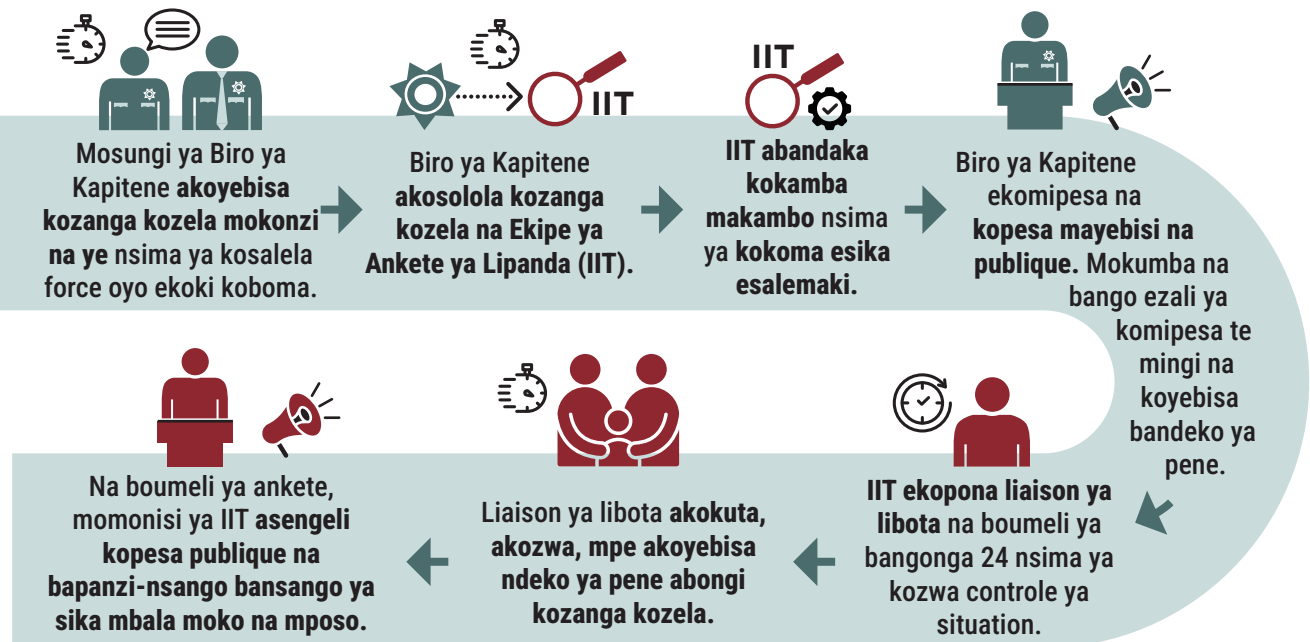 IIT
Mosungi ya Biro ya
Kapitene akoyebisa
kozanga kozela mokonzi
na ye nsima ya kosalela
force oyo ekoki koboma.
Biro ya Kapitene
akosolola kozanga
kozela na Ekipe ya
Ankete ya Lipanda (IIT).
IIT
IIT abandaka
kokamba
makambo nsima
ya kokoma esika
esalemaki.
Biro ya Kapitene
ekomipesa na
kopesa mayebisi na
publique. Mokumba na
bango ezali ya
komipesa te
mingi na
koyebisa
bandeko ya
pene.
IIT ekopona liaison ya
libota na boumeli ya
bangonga 24 nsima ya
kozwa controle ya
situation.
Liaison ya libota akokuta,
akozwa, mpe akoyebisa
ndeko ya pene abongi
kozanga kozela.
Na boumeli ya ankete,
momonisi ya IIT asengeli
kopesa publique na
bapanzi-nsango bansango ya
sika mbala moko na mposo.